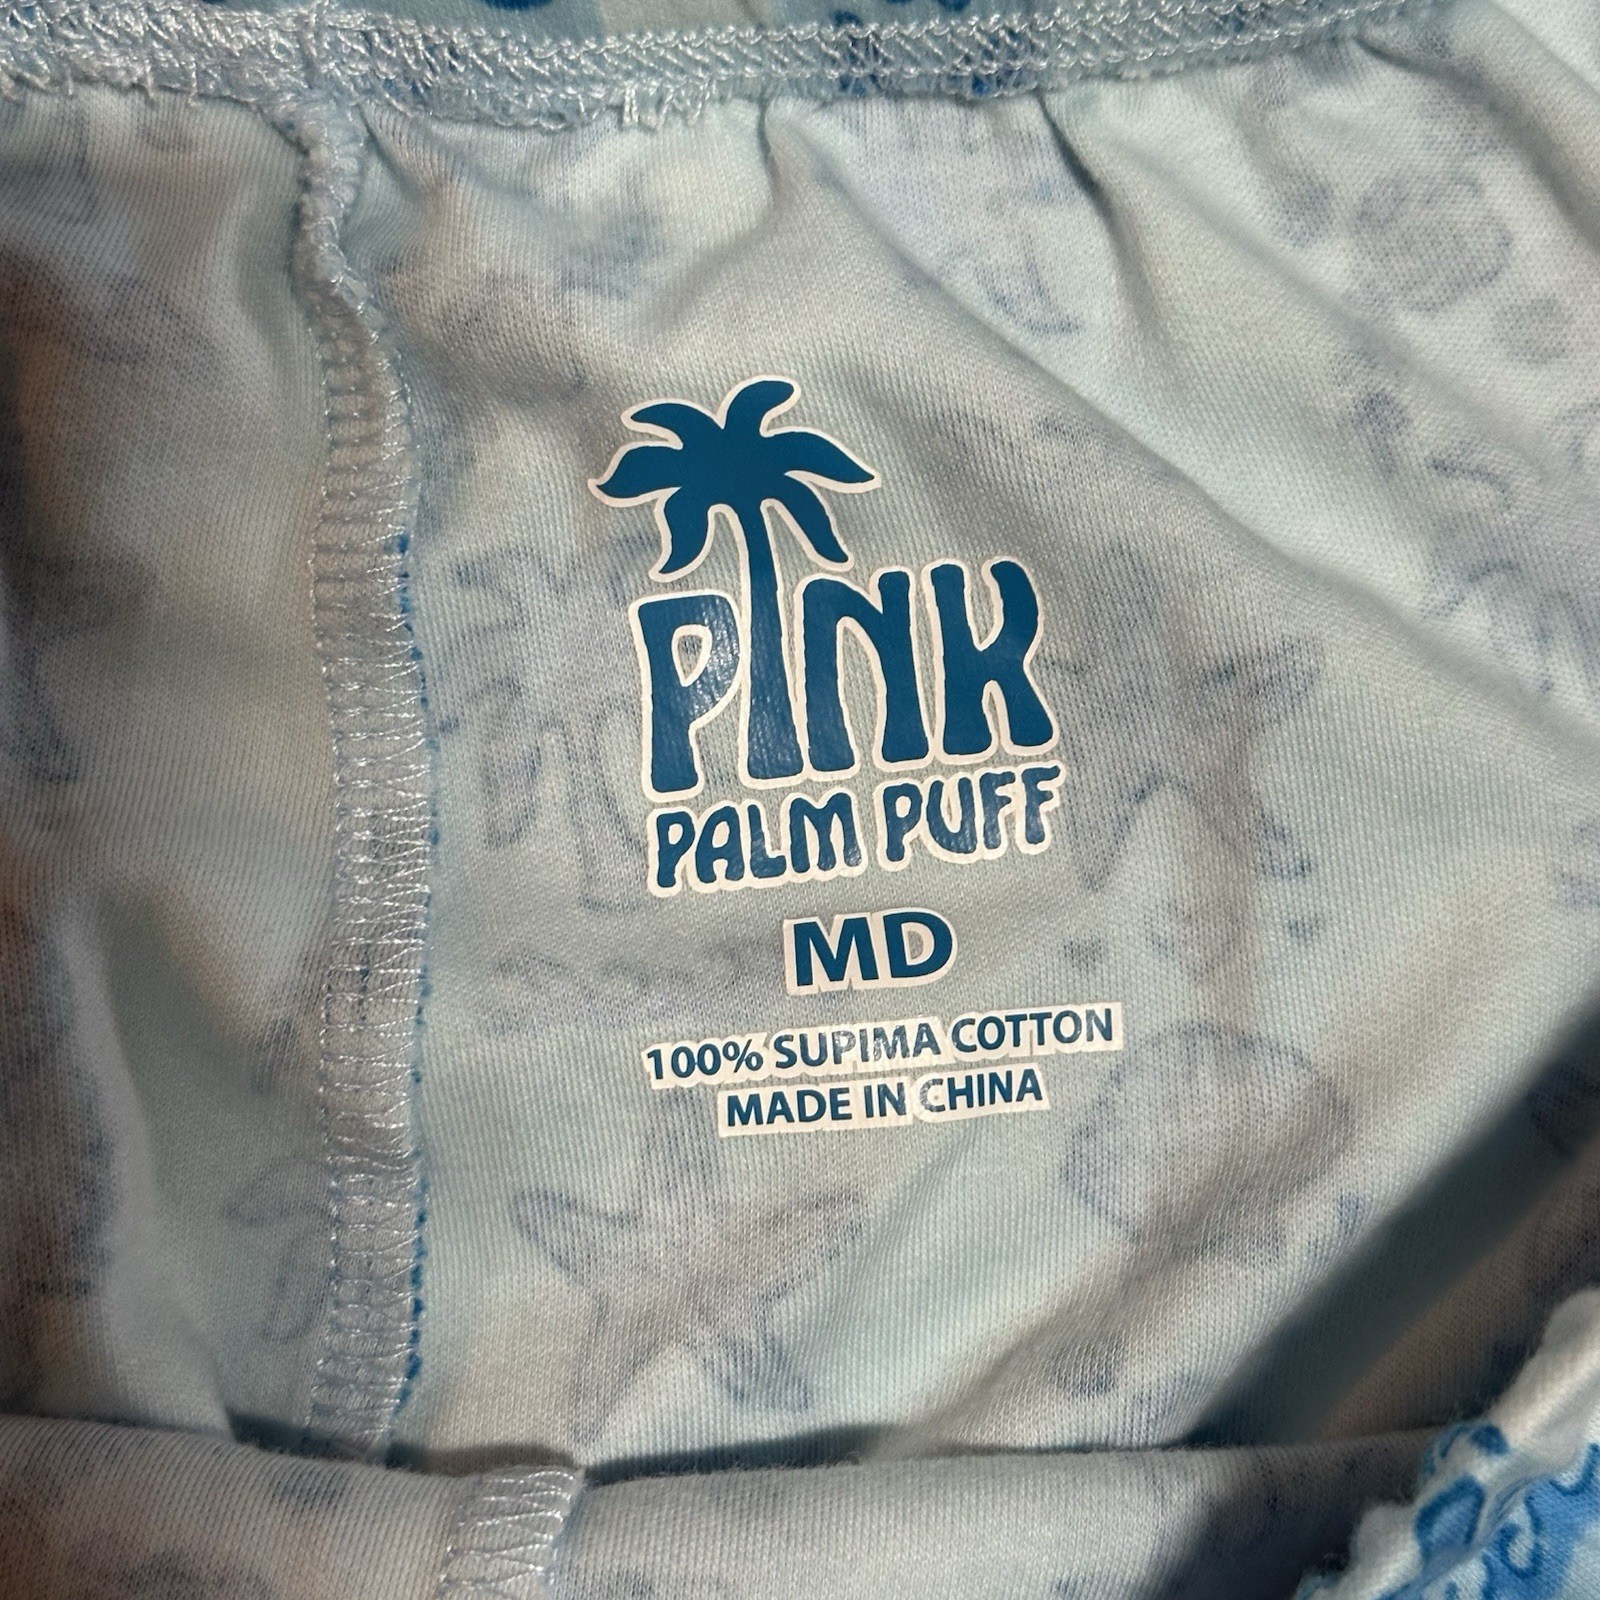 PINK
PALM PUFF
MD
100% SUPIMA COTTON
MADE IN CHINA